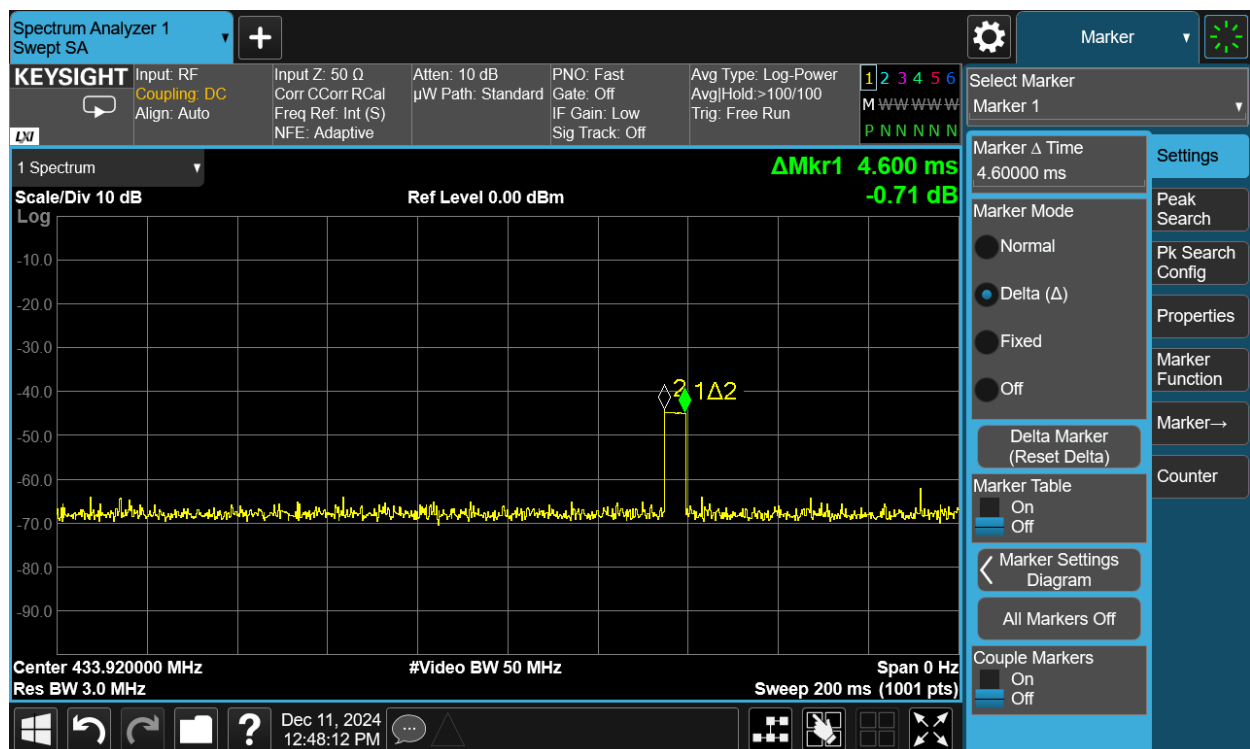 Spectrum Analyzer 1
Swept SA
Marker
KEYSIGHT
LXI
Input: RF
Coupling: DC
Align: Auto
Input Z: 50 Ω
Corr CCorr RCal
Freq Ref: Int (S)
NFE: Adaptive
Atten: 10 dB
µW Path: Standard
PNO: Fast
Gate: Off
IF Gain: Low
Sig Track: Off
Avg Type: Log-Power
Avg|Hold:>100/100
Trig: Free Run
1 2 3 4 5 6
M W W W W W
P N N N N N
Select Marker
Marker 1
1 Spectrum
ΔMkr1 4.600 ms
-0.71 dB
Scale/Div 10 dB
Ref Level 0.00 dBm
Log
-10.0
-20.0
-30.0
-40.0
-50.0
-60.0
-70.0
-80.0
-90.0
2 1Δ2
Center 433.920000 MHz
#Video BW 50 MHz
Span 0 Hz
Res BW 3.0 MHz
Sweep 200 ms (1001 pts)
Marker Δ Time
4.60000 ms
Marker Mode
Normal
Delta (Δ)
Fixed
Off
Delta Marker
(Reset Delta)
Marker Table
On
Off
Marker Settings
Diagram
All Markers Off
Couple Markers
On
Off
Settings
Peak
Search
Pk Search
Config
Properties
Marker
Function
Marker→
Counter
?
Dec 11, 2024
12:48:12 PM